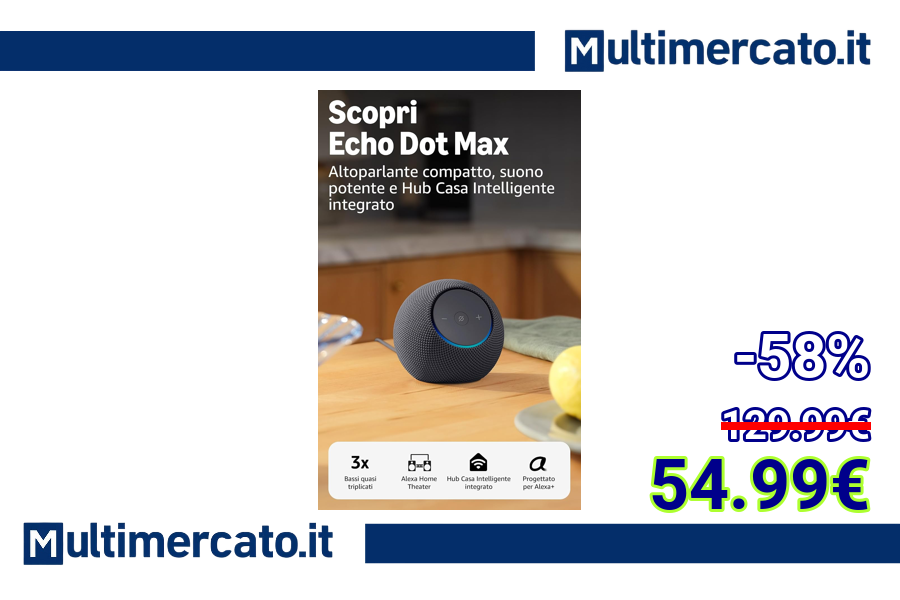 Multimercato.it
Scopri
Echo Dot Max
Altoparlante compatto, suono
potente e Hub Casa Intelligente
integrato
-58%
129.99€
54.99€
3x
Bassi quasi
triplicati
Alexa Home
Theater
Hub Casa Intelligente
integrato
Progettato
per Alexa+
Multimercato.it